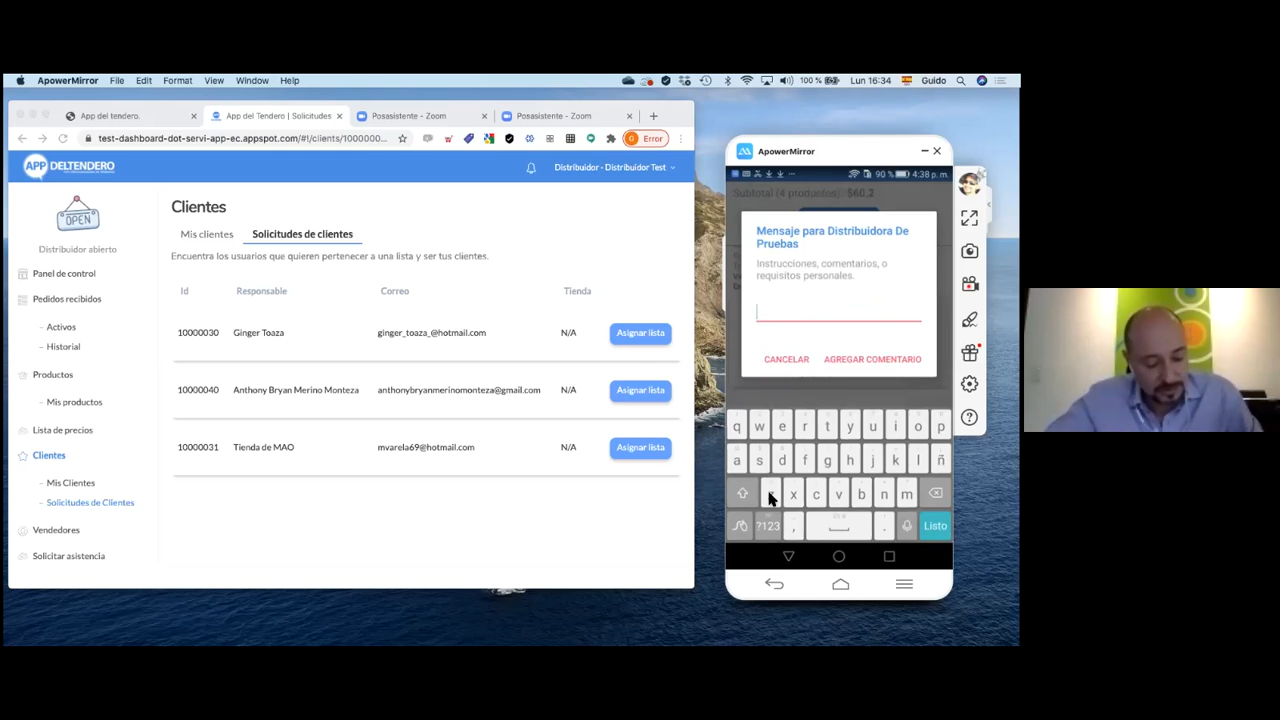 ApowerMirror File Edit Format View Window Help
100 % Lun 16:34 Guido
App del tendero.
App del Tendero | Solicitudes
Posasistente - Zoom
Posasistente - Zoom
test-dashboard-dot-servi-app-ec.appspot.com/#!/clients/1000000...
G Error
APP DELTENDERO
Distribuidor - Distribuidor Test
OPEN
Distribuidor abierto
Panel de control
Pedidos recibidos
Activos
Historial
Productos
Mis productos
Lista de precios
Clientes
Mis Clientes
Solicitudes de Clientes
Vendedores
Solicitar asistencia
Clientes
Mis clientes Solicitudes de clientes
Encuentra los usuarios que quieren pertenecer a una lista y ser tus clientes.
Id Responsable Correo Tienda
10000030 Ginger Toaza ginger_toaza_@hotmail.com N/A Asignar lista
10000040 Anthony Bryan Merino Monteza anthonybryanmerinomonteza@gmail.com N/A Asignar lista
10000031 Tienda de MAO mvarela69@hotmail.com N/A Asignar lista
ApowerMirror
90 % 4:38 p. m.
Subtotal (4 productos) $60.2
Mensaje para Distribuidora De
Pruebas
Instrucciones, comentarios, o
requisitos personales.
CANCELAR AGREGAR COMENTARIO
q w e r t y u i o p
a s d f g h j k l ñ
x c v b n m
?123 , . Listo